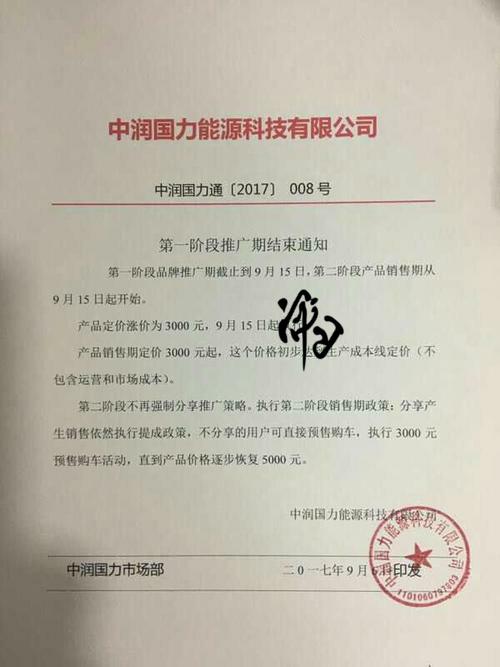 中润国力能源科技有限公司
中润国力通〔2017〕 008 号
第一阶段推广期结束通知
第一阶段品牌推广期截止到 9 月 15 日,第二阶段产品销售期从
9 月 15 日起开始。
产品定价涨价为 3000 元,9 月 15 日起
产品销售期定价 3000 元起,这个价格初步达 生产成本线定价(不
包含运营和市场成本)。
第二阶段不再强制分享推广策略。执行第二阶段销售期政策:分享产
生销售依然执行提成政策,不分享的用户可直接预售购车,执行 3000 元
预售购车活动,直到产品价格逐步恢复 5000 元。
中润国力能源科技有限公司
中润国力市场部 二0一七年 9 月 6 日印发
中润国力能源科技有限公司
1101060797003